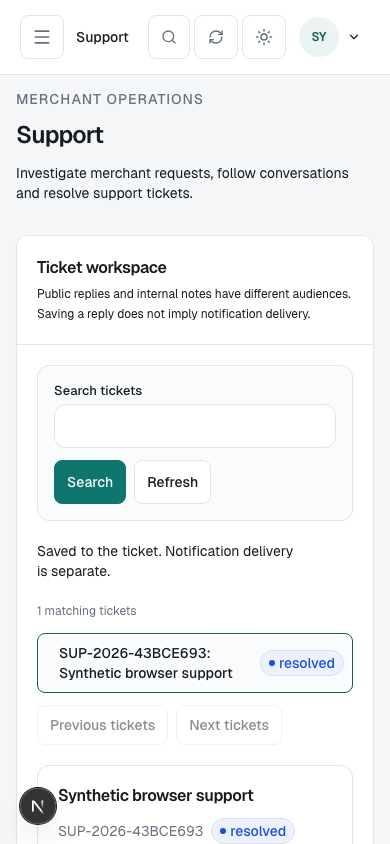 Support
SY
MERCHANT OPERATIONS
Support
Investigate merchant requests, follow conversations
and resolve support tickets.
Ticket workspace
Public replies and internal notes have different audiences.
Saving a reply does not imply notification delivery.
Search tickets
Search
Refresh
Saved to the ticket. Notification delivery
is separate.
1 matching tickets
SUP-2026-43BCE693:
Synthetic browser support
resolved
Previous tickets
Next tickets
Synthetic browser support
SUP-2026-43BCE693
resolved
N